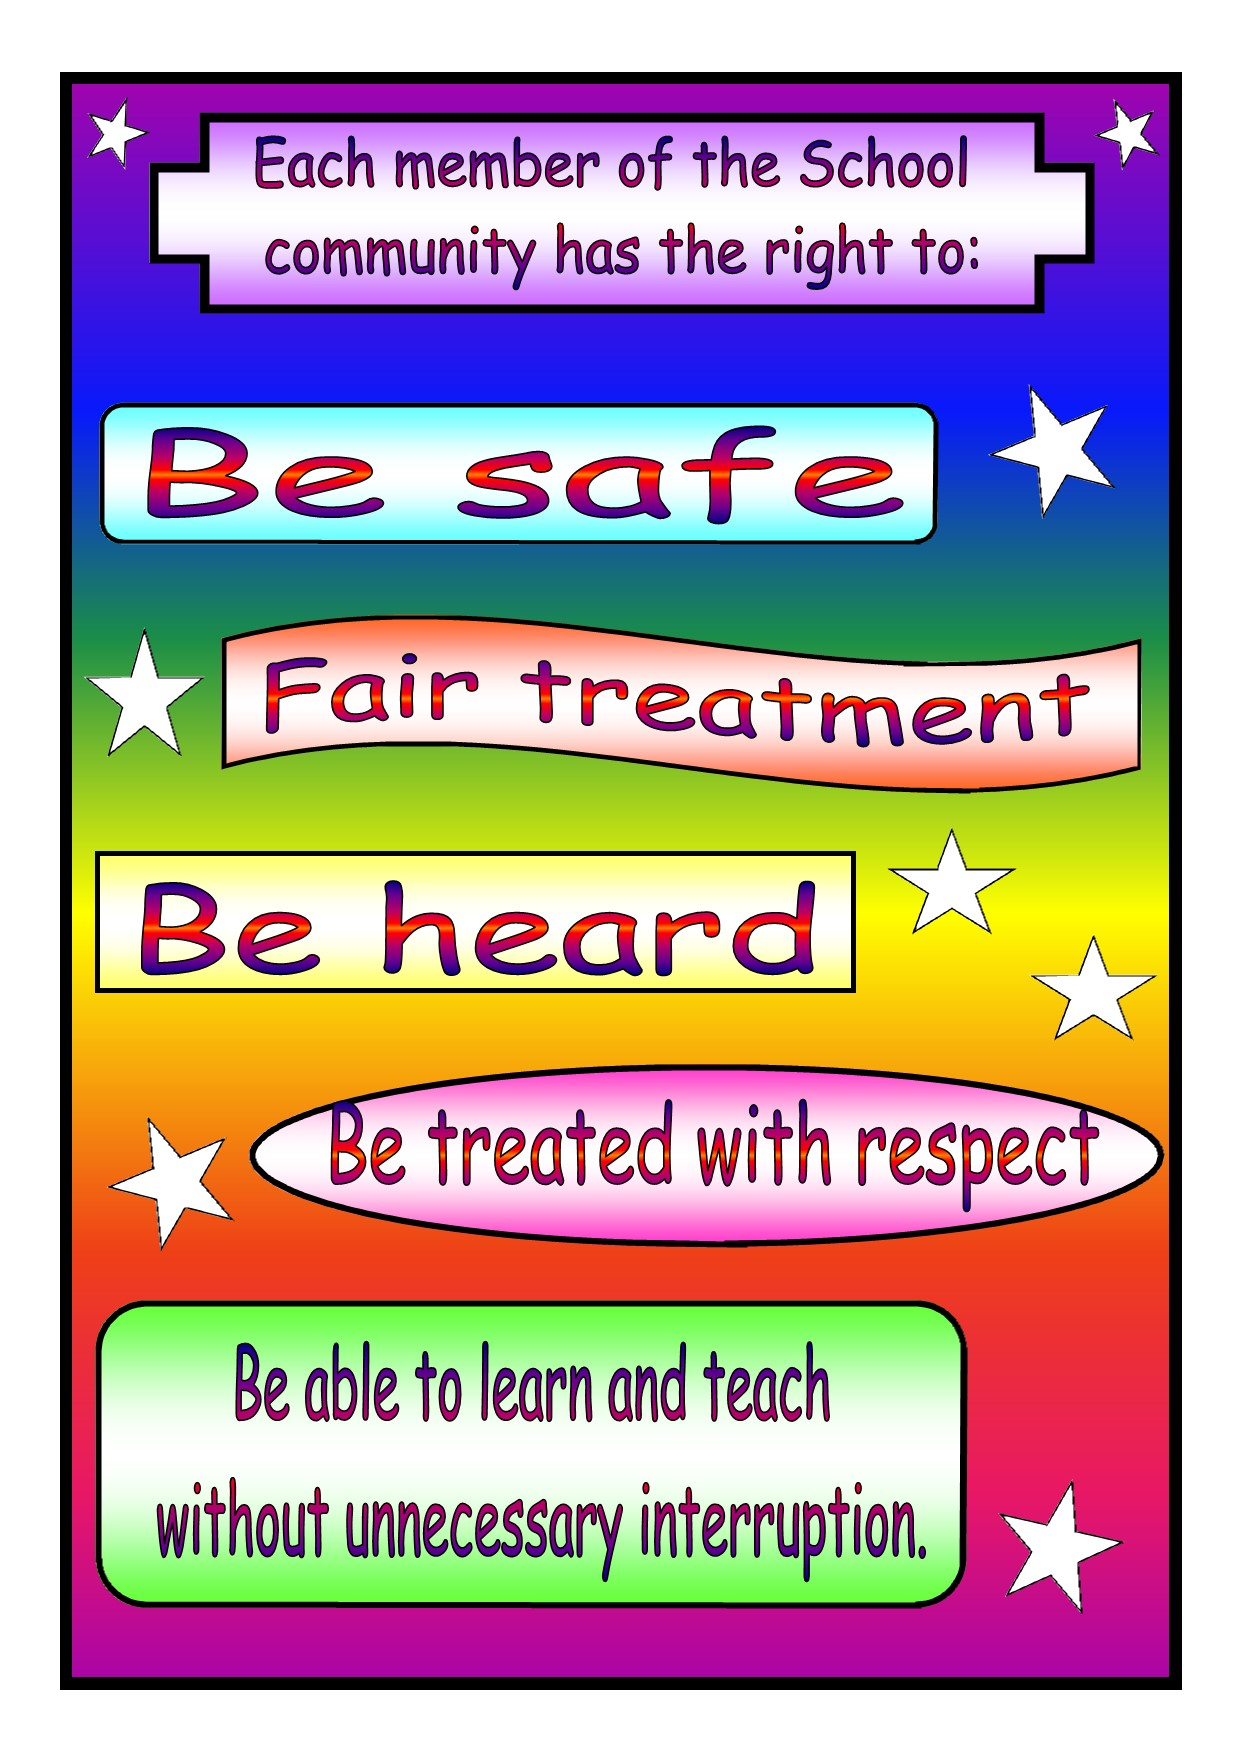 Each member of the School
community has the right to:
Be safe
Fair treatment
Be heard
Be treated with respect
Be able to learn and teach
without unnecessary interruption.